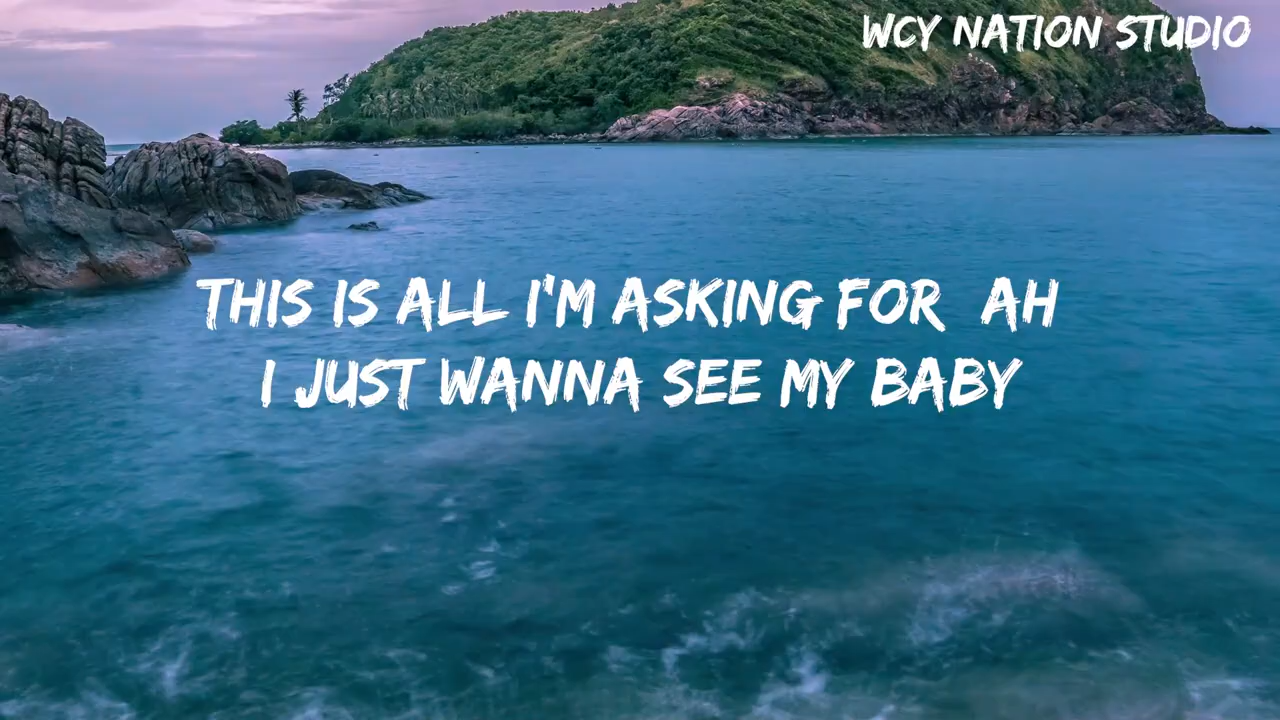 WCY NATION STUDIO
THIS IS ALL I'M ASKING FOR AH
I JUST WANNA SEE MY BABY